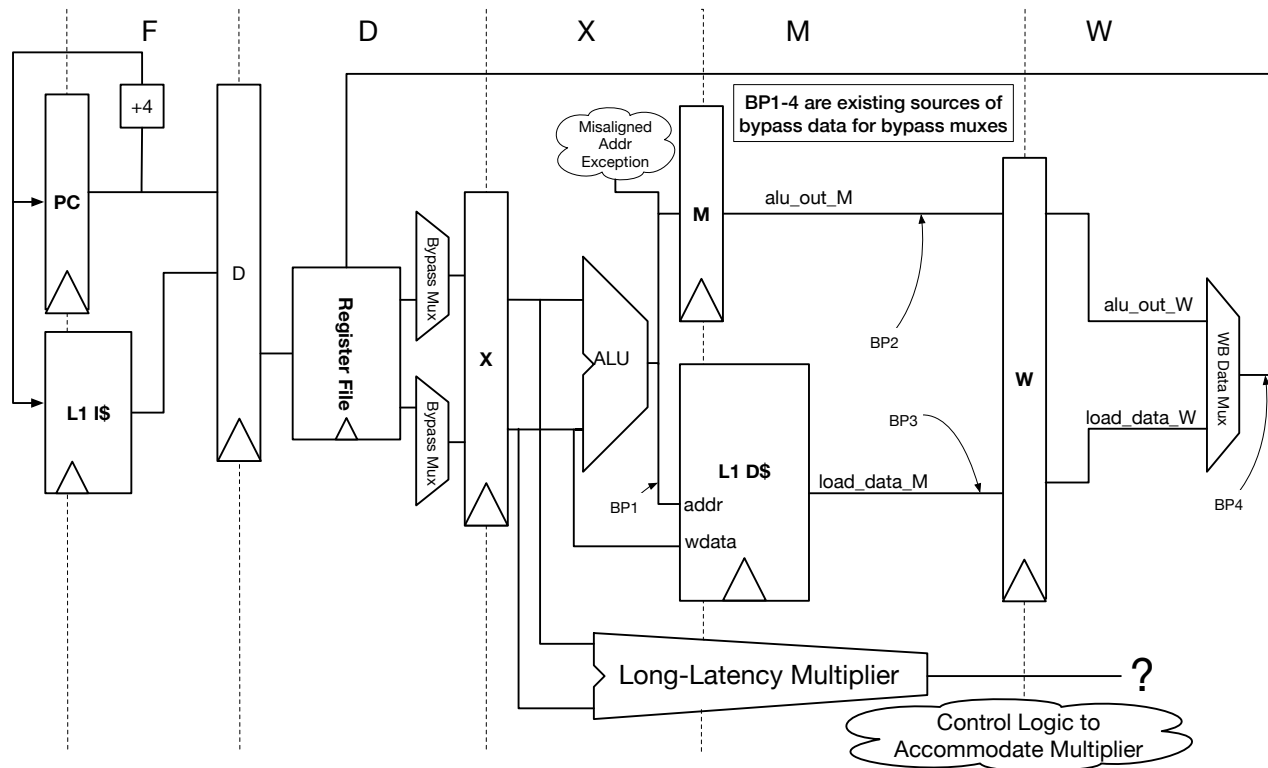 F
D
X
M
W
+4
BP1-4 are existing sources of
bypass data for bypass muxes
Misaligned
Addr
Exception
PC
D
M
alu_out_M
Bypass Mux
Register File
Bypass Mux
X
ALU
BP2
W
alu_out_W
WB Data Mux
L1 I$
BP3
load_data_W
L1 D$
load_data_M
BP1
addr
wdata
BP4
Long-Latency Multiplier
?
Control Logic to
Accommodate Multiplier